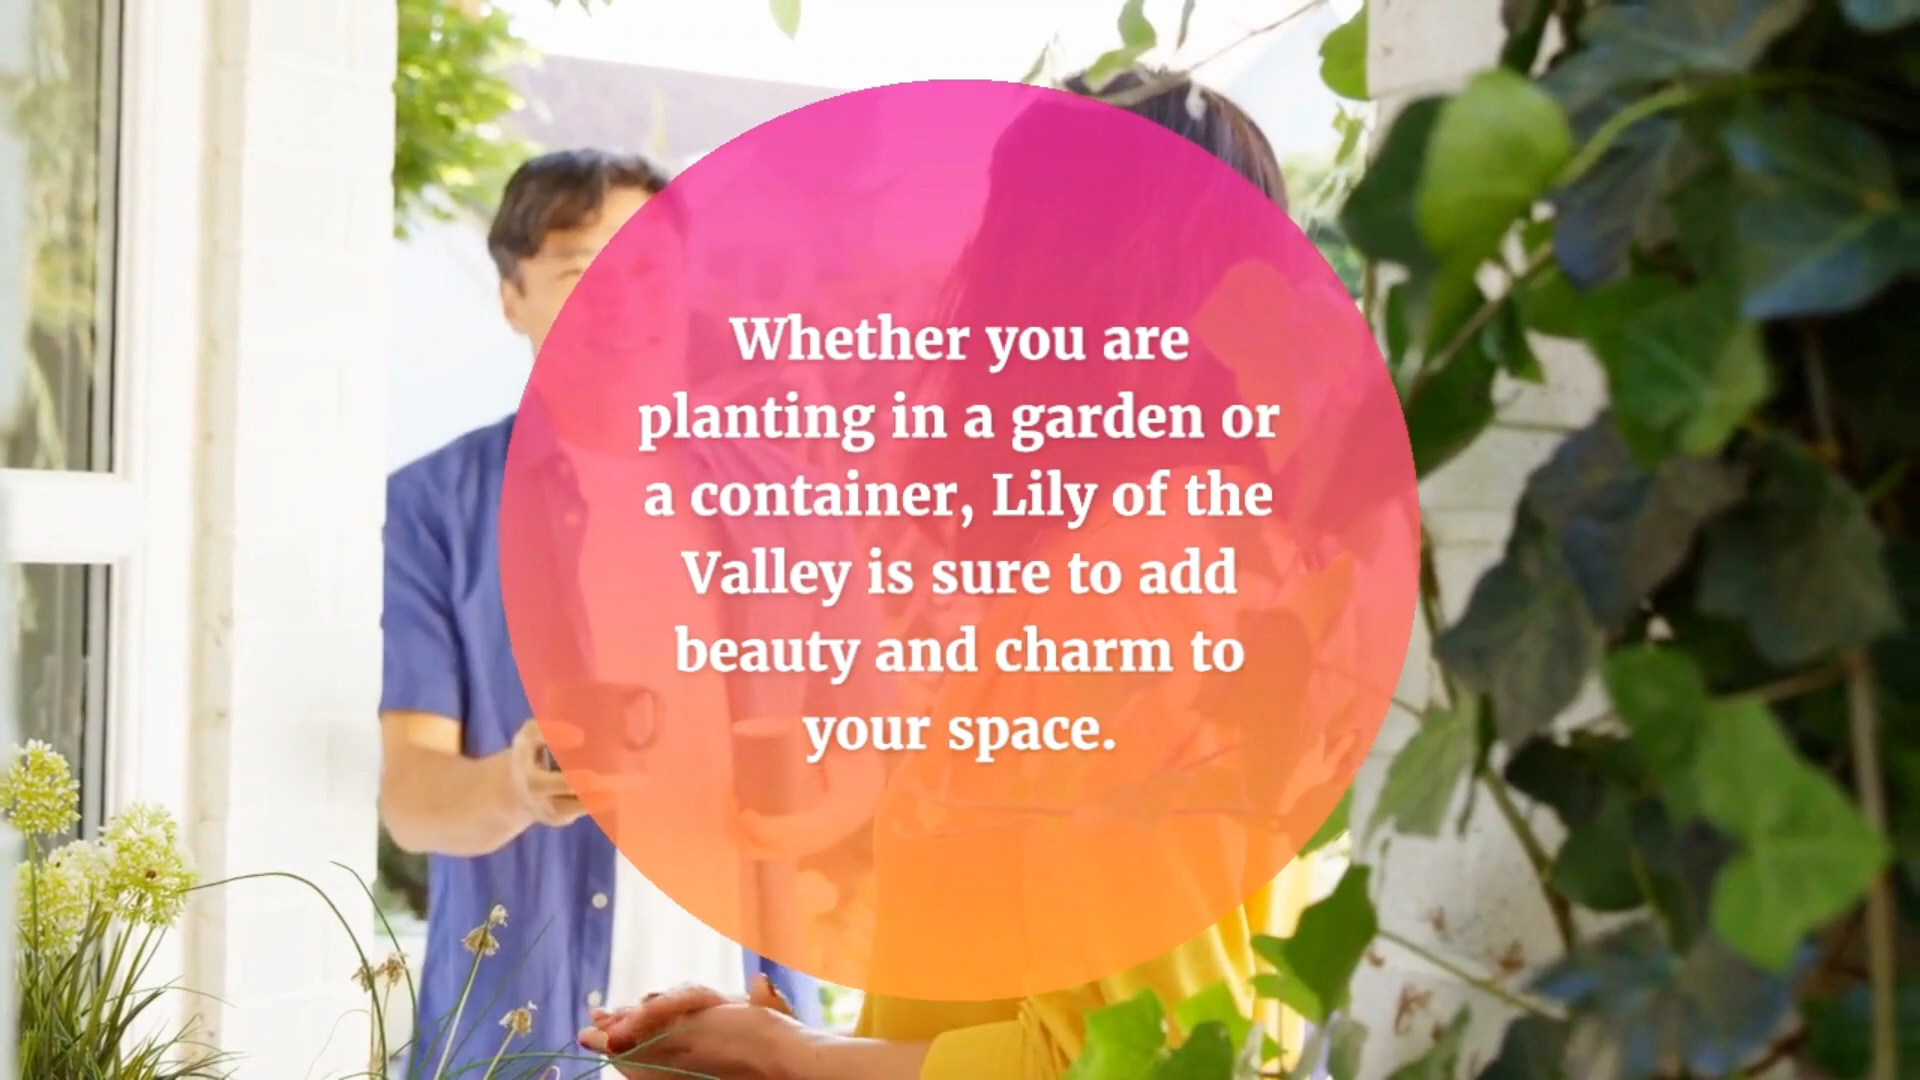 Whether you are
planting in a garden or
a container, Lily of the
Valley is sure to add
beauty and charm to
your space.